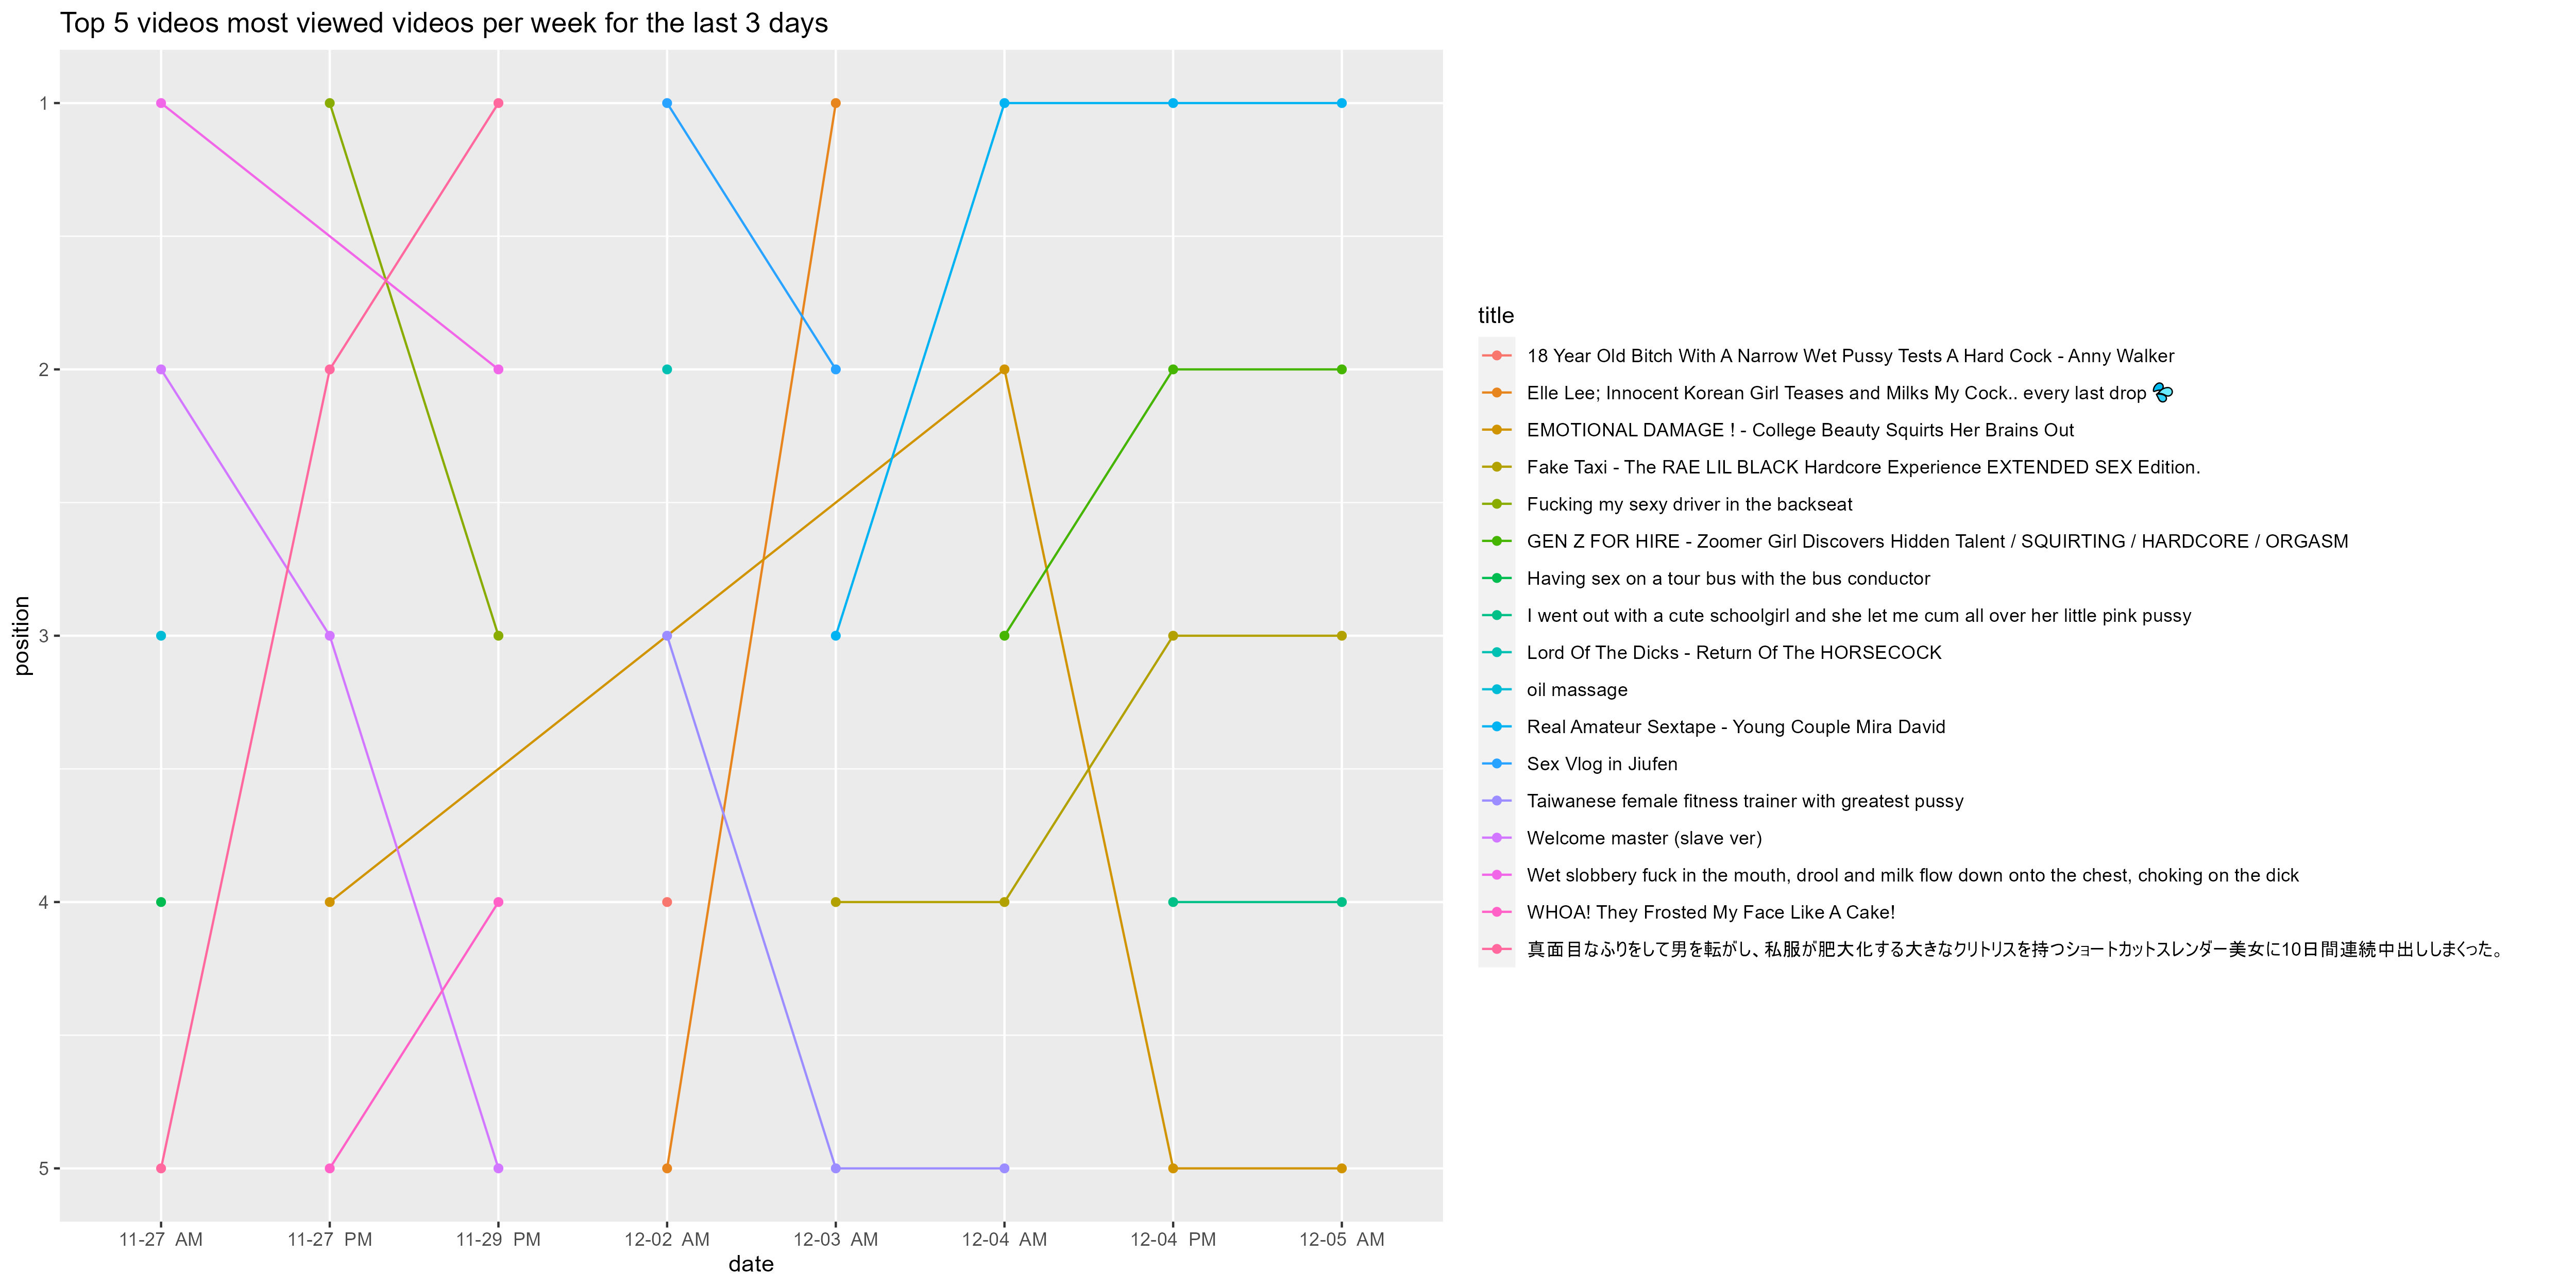 Top 5 videos most viewed videos per week for the last 3 days
position
1
2
3
4
5
11-27 AM
11-27 PM
11-29 PM
12-02 AM
12-03 AM
12-04 AM
12-04 PM
12-05 AM
date
title
18 Year Old Bitch With A Narrow Wet Pussy Tests A Hard Cock - Anny Walker
Elle Lee; Innocent Korean Girl Teases and Milks My Cock.. every last drop 💦
EMOTIONAL DAMAGE ! - College Beauty Squirts Her Brains Out
Fake Taxi - The RAE LIL BLACK Hardcore Experience EXTENDED SEX Edition.
Fucking my sexy driver in the backseat
GEN Z FOR HIRE - Zoomer Girl Discovers Hidden Talent / SQUIRTING / HARDCORE / ORGASM
Having sex on a tour bus with the bus conductor
I went out with a cute schoolgirl and she let me cum all over her little pink pussy
Lord Of The Dicks - Return Of The HORSECOCK
oil massage
Real Amateur Sextape - Young Couple Mira David
Sex Vlog in Jiufen
Taiwanese female fitness trainer with greatest pussy
Welcome master (slave ver)
Wet slobbery fuck in the mouth, drool and milk flow down onto the chest, choking on the dick
WHOA! They Frosted My Face Like A Cake!
真面目なふりをして男を転がし、私服が肥大化する大きなクリトリスを持つショートカットスレンダー美女に10日間連続中出ししまくった。